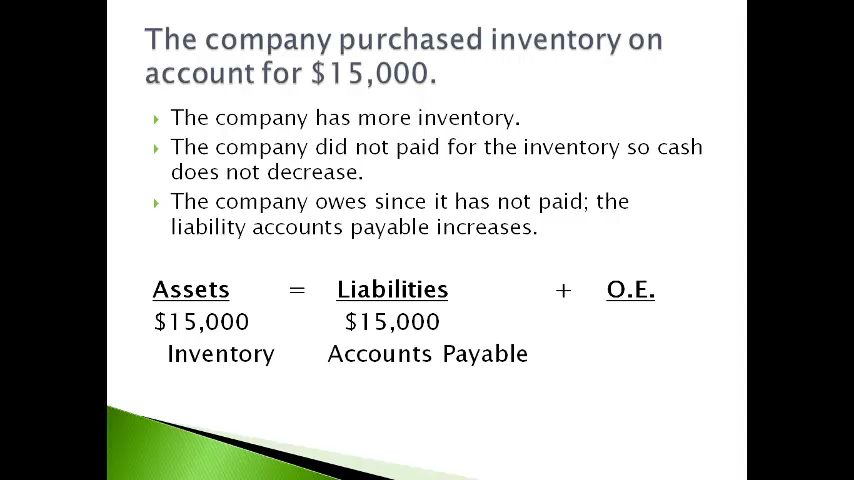 The company purchased inventory on
account for $15,000.
The company has more inventory.
The company did not paid for the inventory so cash
does not decrease.
The company owes since it has not paid; the
liability accounts payable increases.
Assets = Liabilities + O.E.
$15,000 $15,000
Inventory Accounts Payable